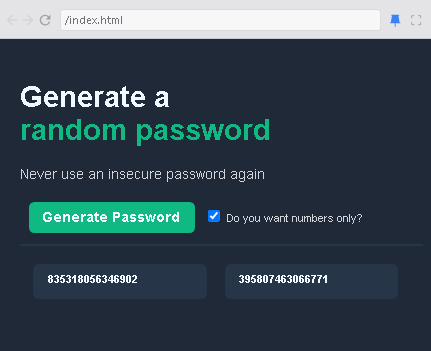 /index.html
Generate a
random password
Never use an insecure password again
Generate Password
Do you want numbers only?
835318056346902
395807463066771